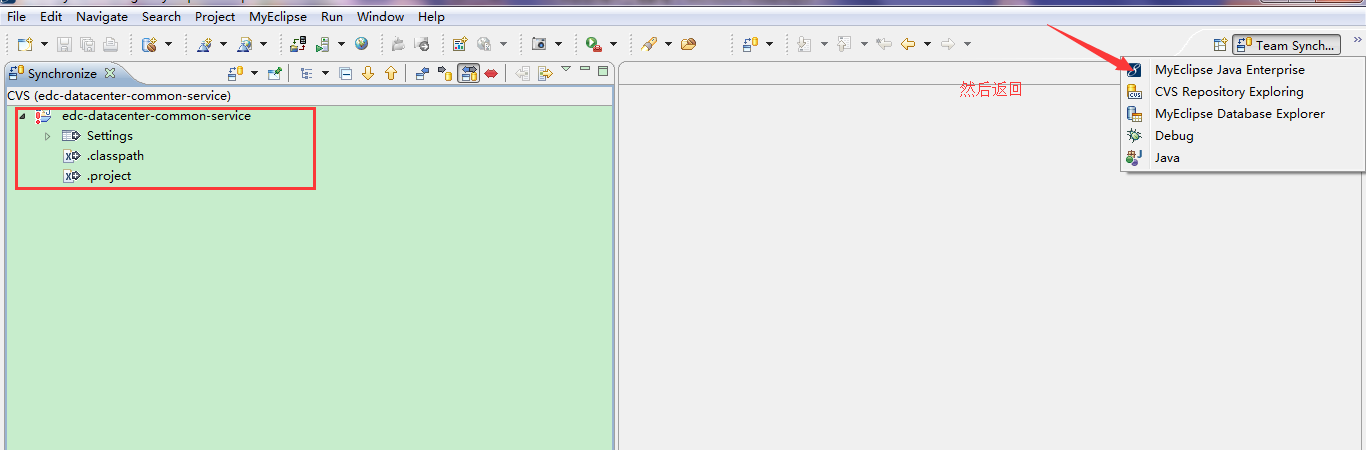 File Edit Navigate Search Project MyEclipse Run Window Help
Team Synch...
Synchronize
CVS (edc-datacenter-common-service)
edc-datacenter-common-service
Settings
.classpath
.project
然后返回
MyEclipse Java Enterprise
CVS Repository Exploring
MyEclipse Database Explorer
Debug
Java